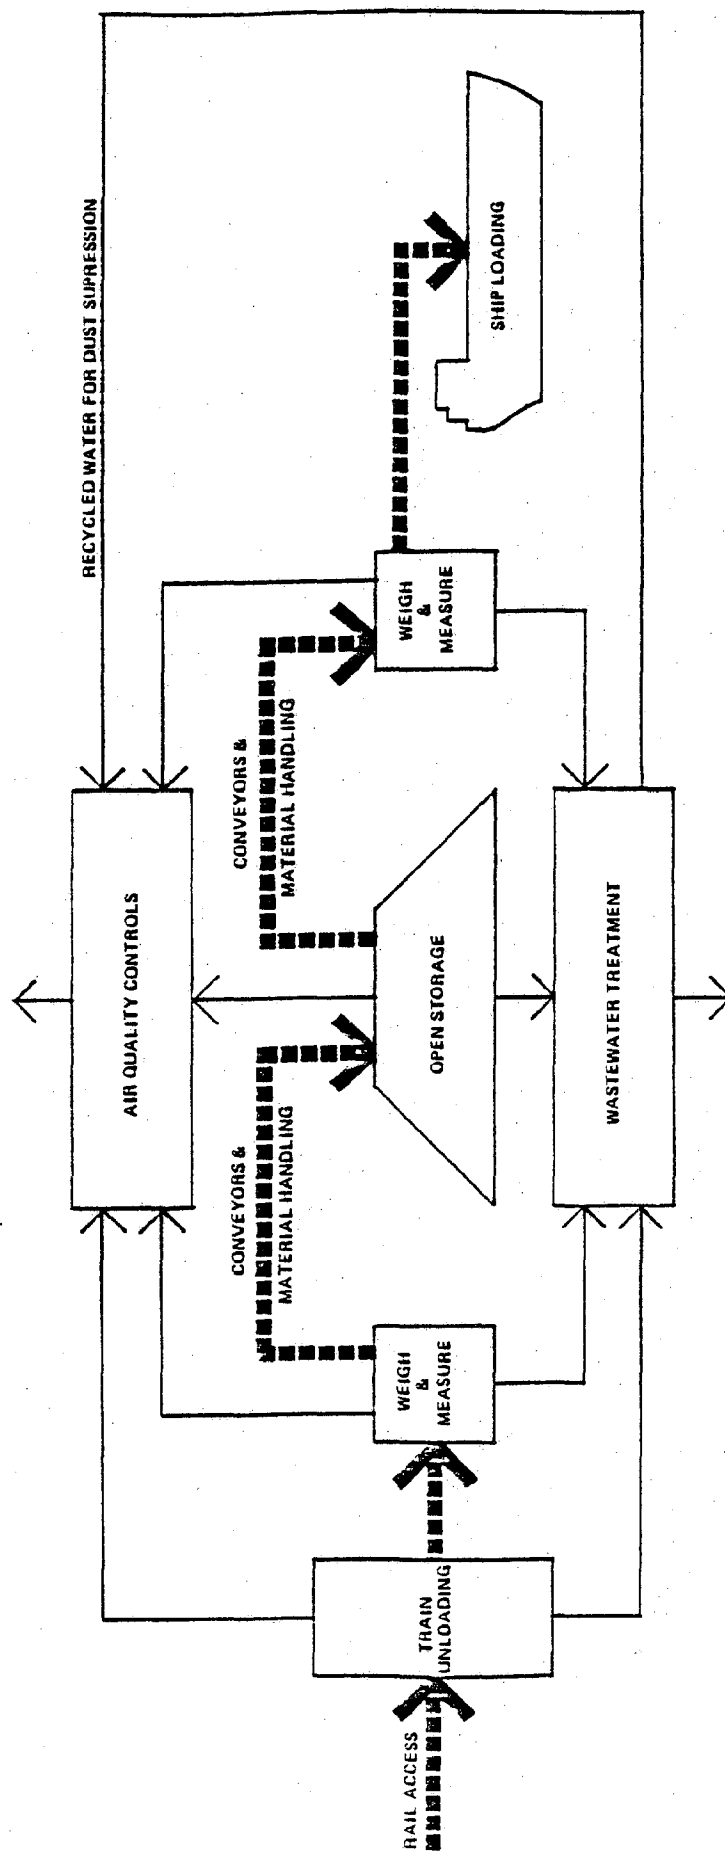 RECYCLED WATER FOR DUST SUPRESSION
AIR QUALITY CONTROLS
CONVEYORS &
MATERIAL HANDLING
CONVEYORS &
MATERIAL HANDLING
RAIL ACCESS
TRAIN
UNLOADING
WEIGH
&
MEASURE
OPEN STORAGE
WEIGH
&
MEASURE
SHIP LOADING
WASTEWATER TREATMENT